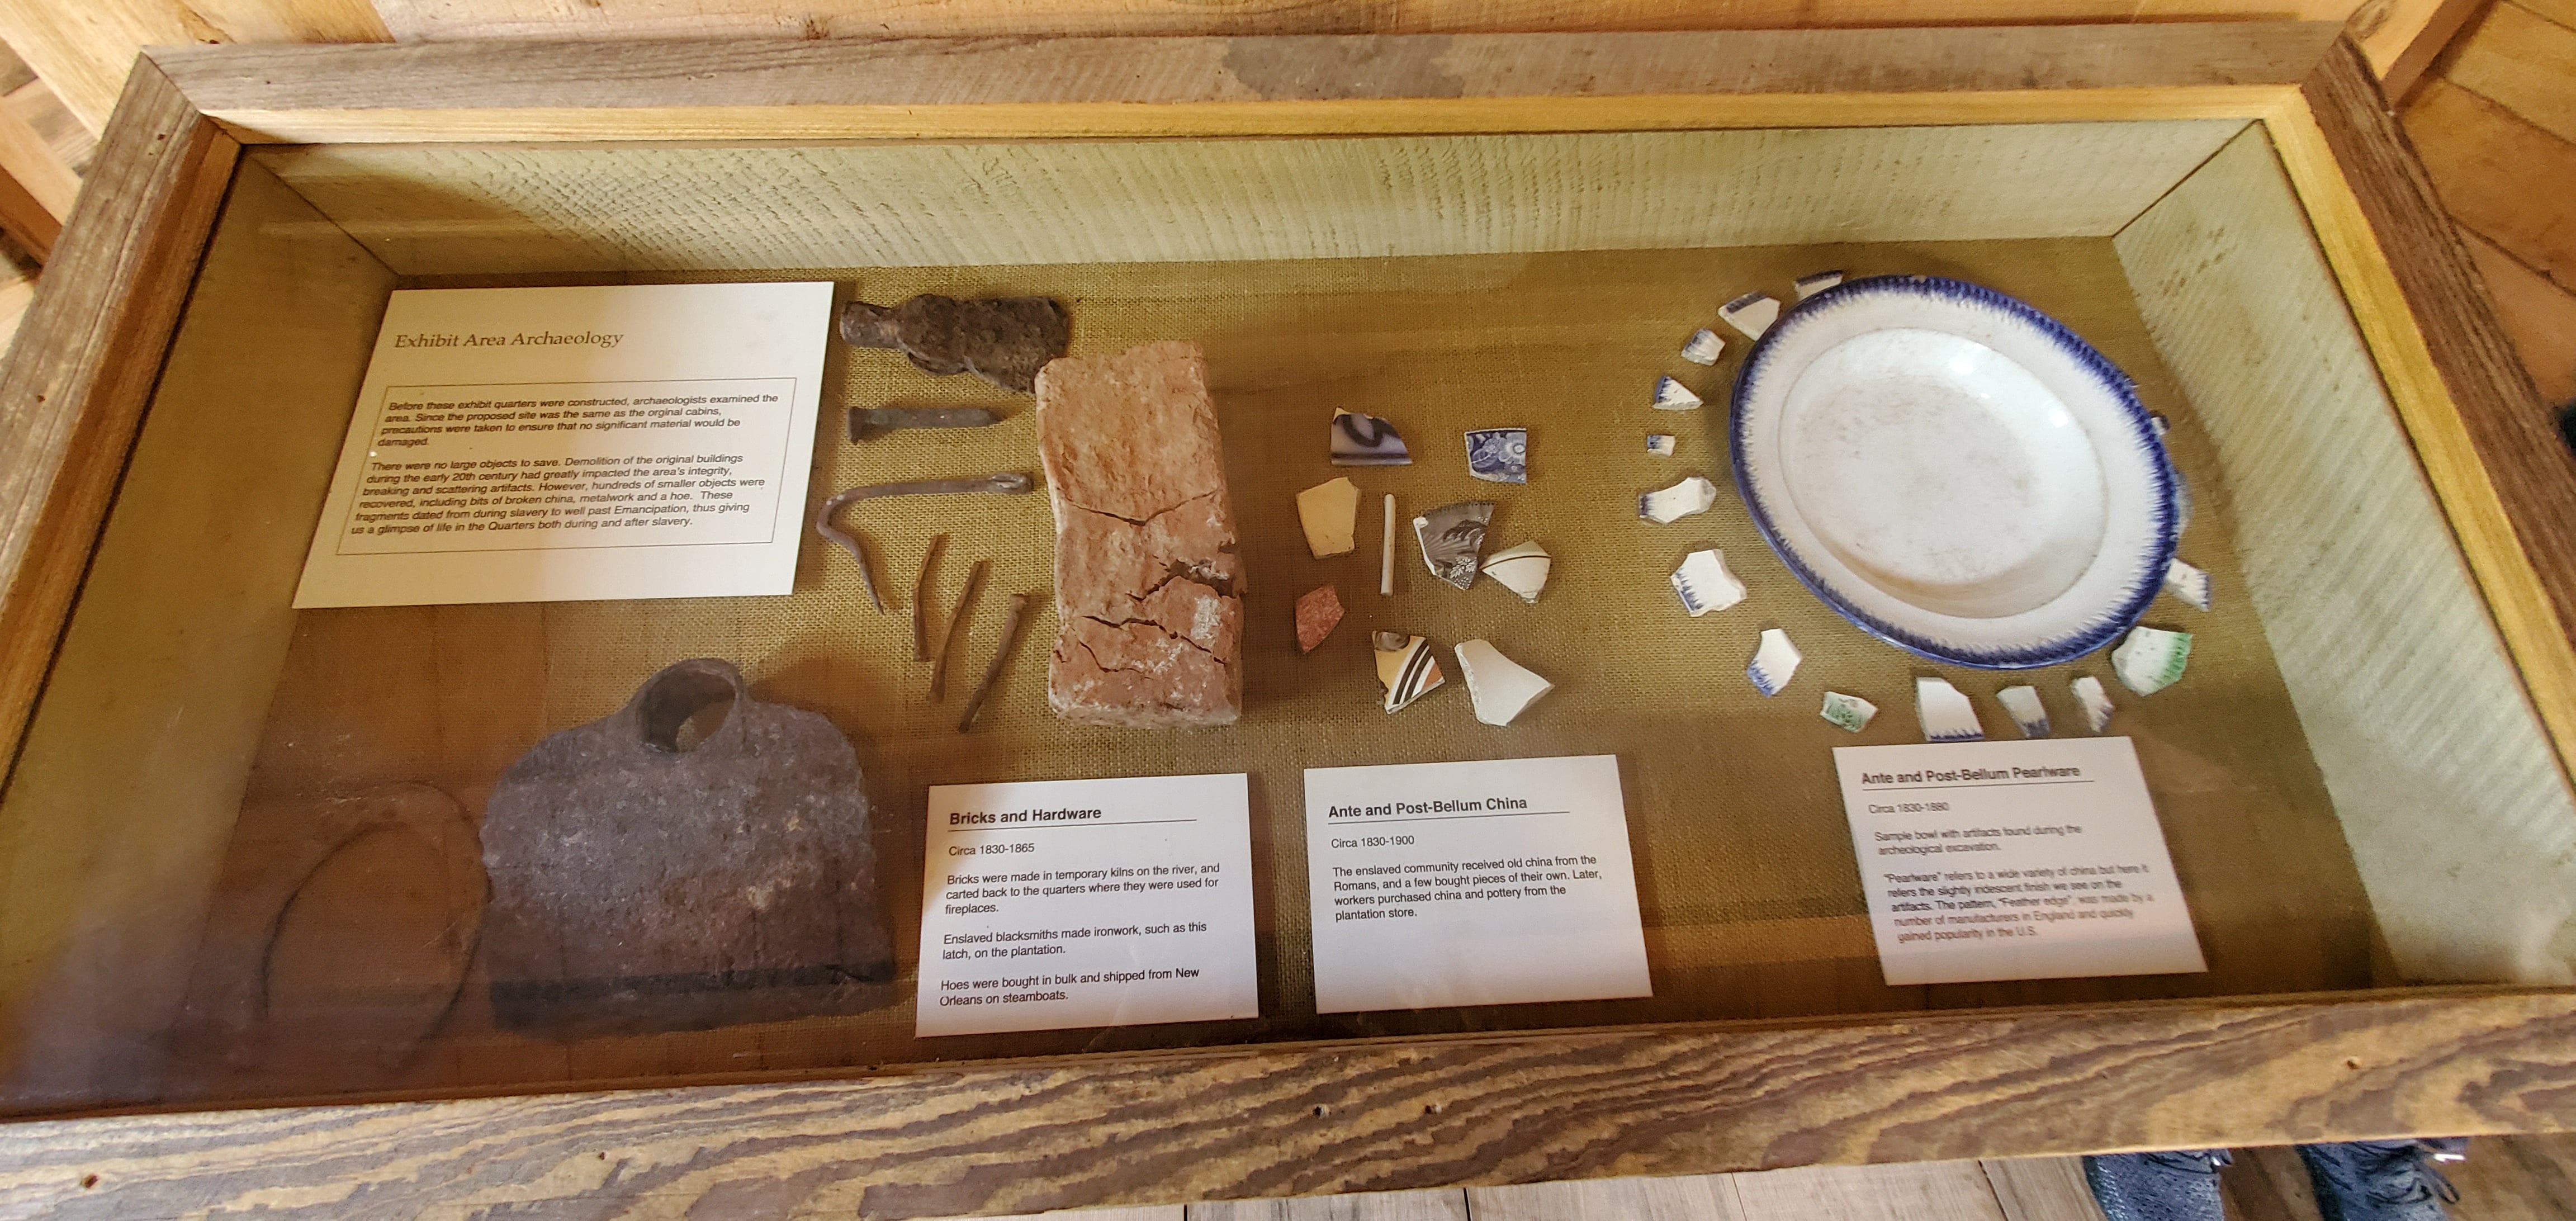 Exhibit Area Archaeology
Before these exhibit quarters were constructed, archaeologists examined the
area. Since the proposed site was the same as the orginal cabins,
precautions were taken to ensure that no significant material would be
damaged.
There were no large objects to save. Demolition of the original buildings
during the early 20th century had greatly impacted the area's integrity,
breaking and scattering artifacts. However, hundreds of smaller objects were
recovered, including bits of broken china, metalwork and a hoe. These
fragments dated from during slavery to well past Emancipation, thus giving
us a glimpse of life in the Quarters both during and after slavery.
Bricks and Hardware
Circa 1830-1865
Bricks were made in temporary kilns on the river, and
carted back to the quarters where they were used for
fireplaces.
Enslaved blacksmiths made ironwork, such as this
latch, on the plantation.
Hoes were bought in bulk and shipped from New
Orleans on steamboats.
Ante and Post-Bellum China
Circa 1830-1900
The enslaved community received old china from the
Romans, and a few bought pieces of their own. Later,
workers purchased china and pottery from the
plantation store.
Ante and Post-Bellum Pearlware
Circa 1830-1880
Sample bowl with artifacts found during the
archeological excavation.
"Pearlware" refers to a wide variety of china but here it
refers the slightly iridescent finish we see on the
artifacts. The pattern, "Feather edge", was made by a
number of manufacturers in England and quickly
gained popularity in the U.S.